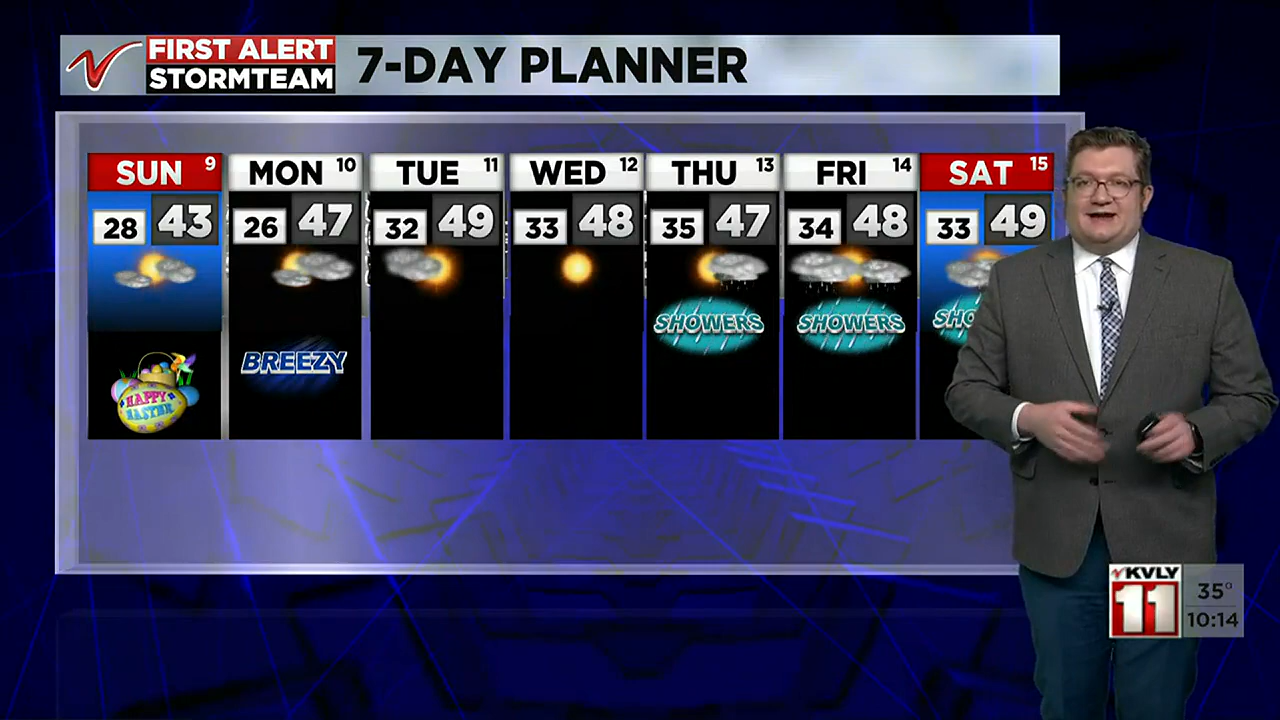 FIRST ALERT
STORMTEAM
7-DAY PLANNER
SUN 9
MON 10
TUE 11
WED 12
THU 13
FRI 14
SAT 15
28 43
26 47
32 49
33 48
35 47
34 48
33 49
SHOWERS
SHOWERS
SHO
BREEZY
HAPPY
EASTER
KVLY
11
35°
10:14